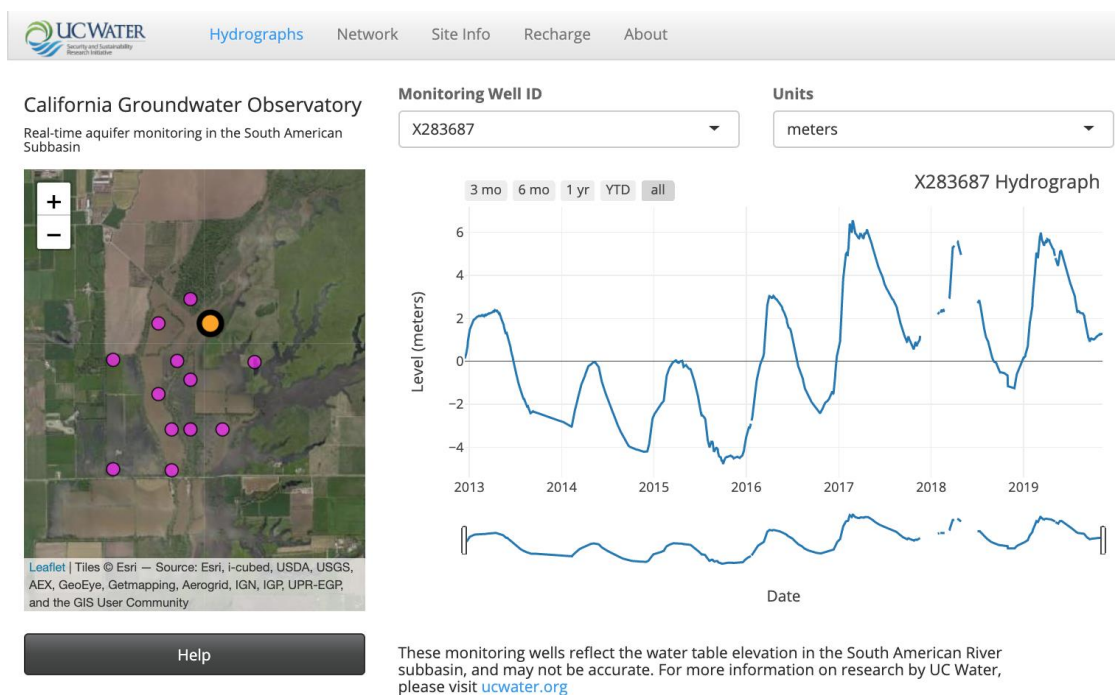 UC WATER
Security and Sustainability
Research Initiative
Hydrographs
Network
Site Info
Recharge
About
California Groundwater Observatory
Real-time aquifer monitoring in the South American
Subbasin
+
−
Leaflet | Tiles © Esri — Source: Esri, i-cubed, USDA, USGS,
AEX, GeoEye, Getmapping, Aerogrid, IGN, IGP, UPR-EGP,
and the GIS User Community
Help
Monitoring Well ID
X283687
Units
meters
3 mo
6 mo
1 yr
YTD
all
X283687 Hydrograph
Level (meters)
6
4
2
0
−2
−4
2013
2014
2015
2016
2017
2018
2019
Date
These monitoring wells reflect the water table elevation in the South American River
subbasin, and may not be accurate. For more information on research by UC Water,
please visit ucwater.org